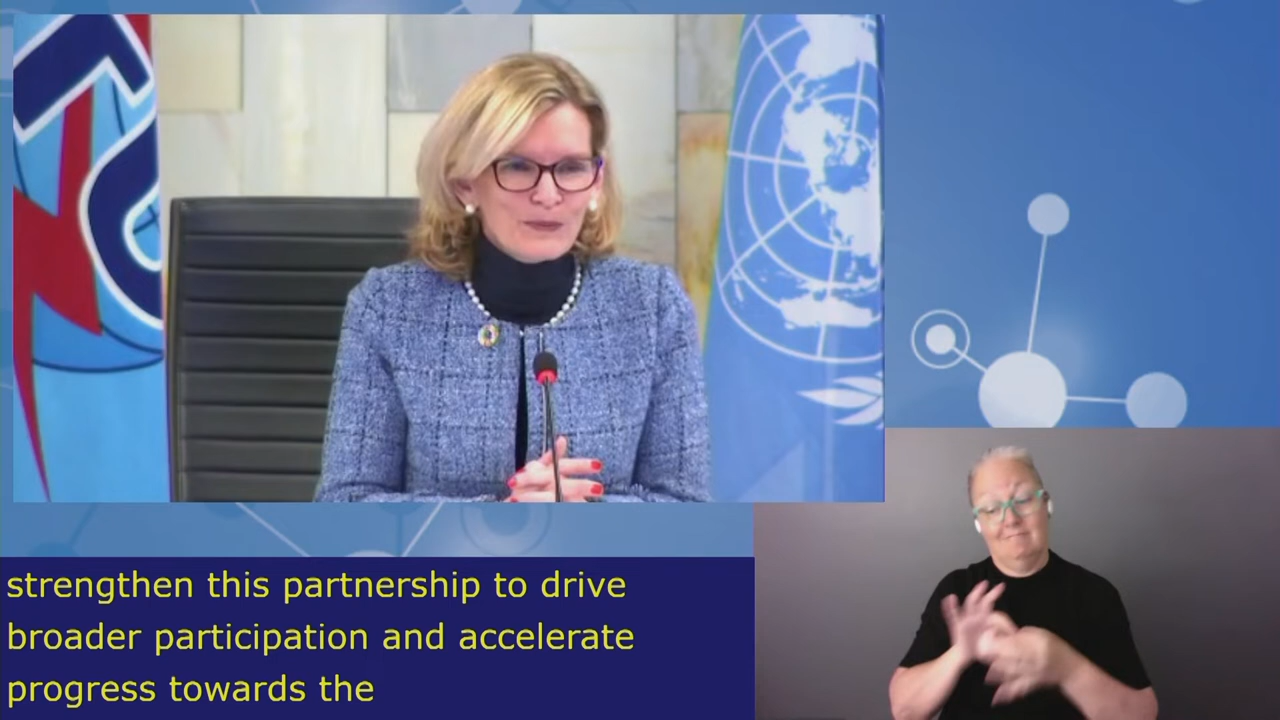 strengthen this partnership to drive
broader participation and accelerate
progress towards the